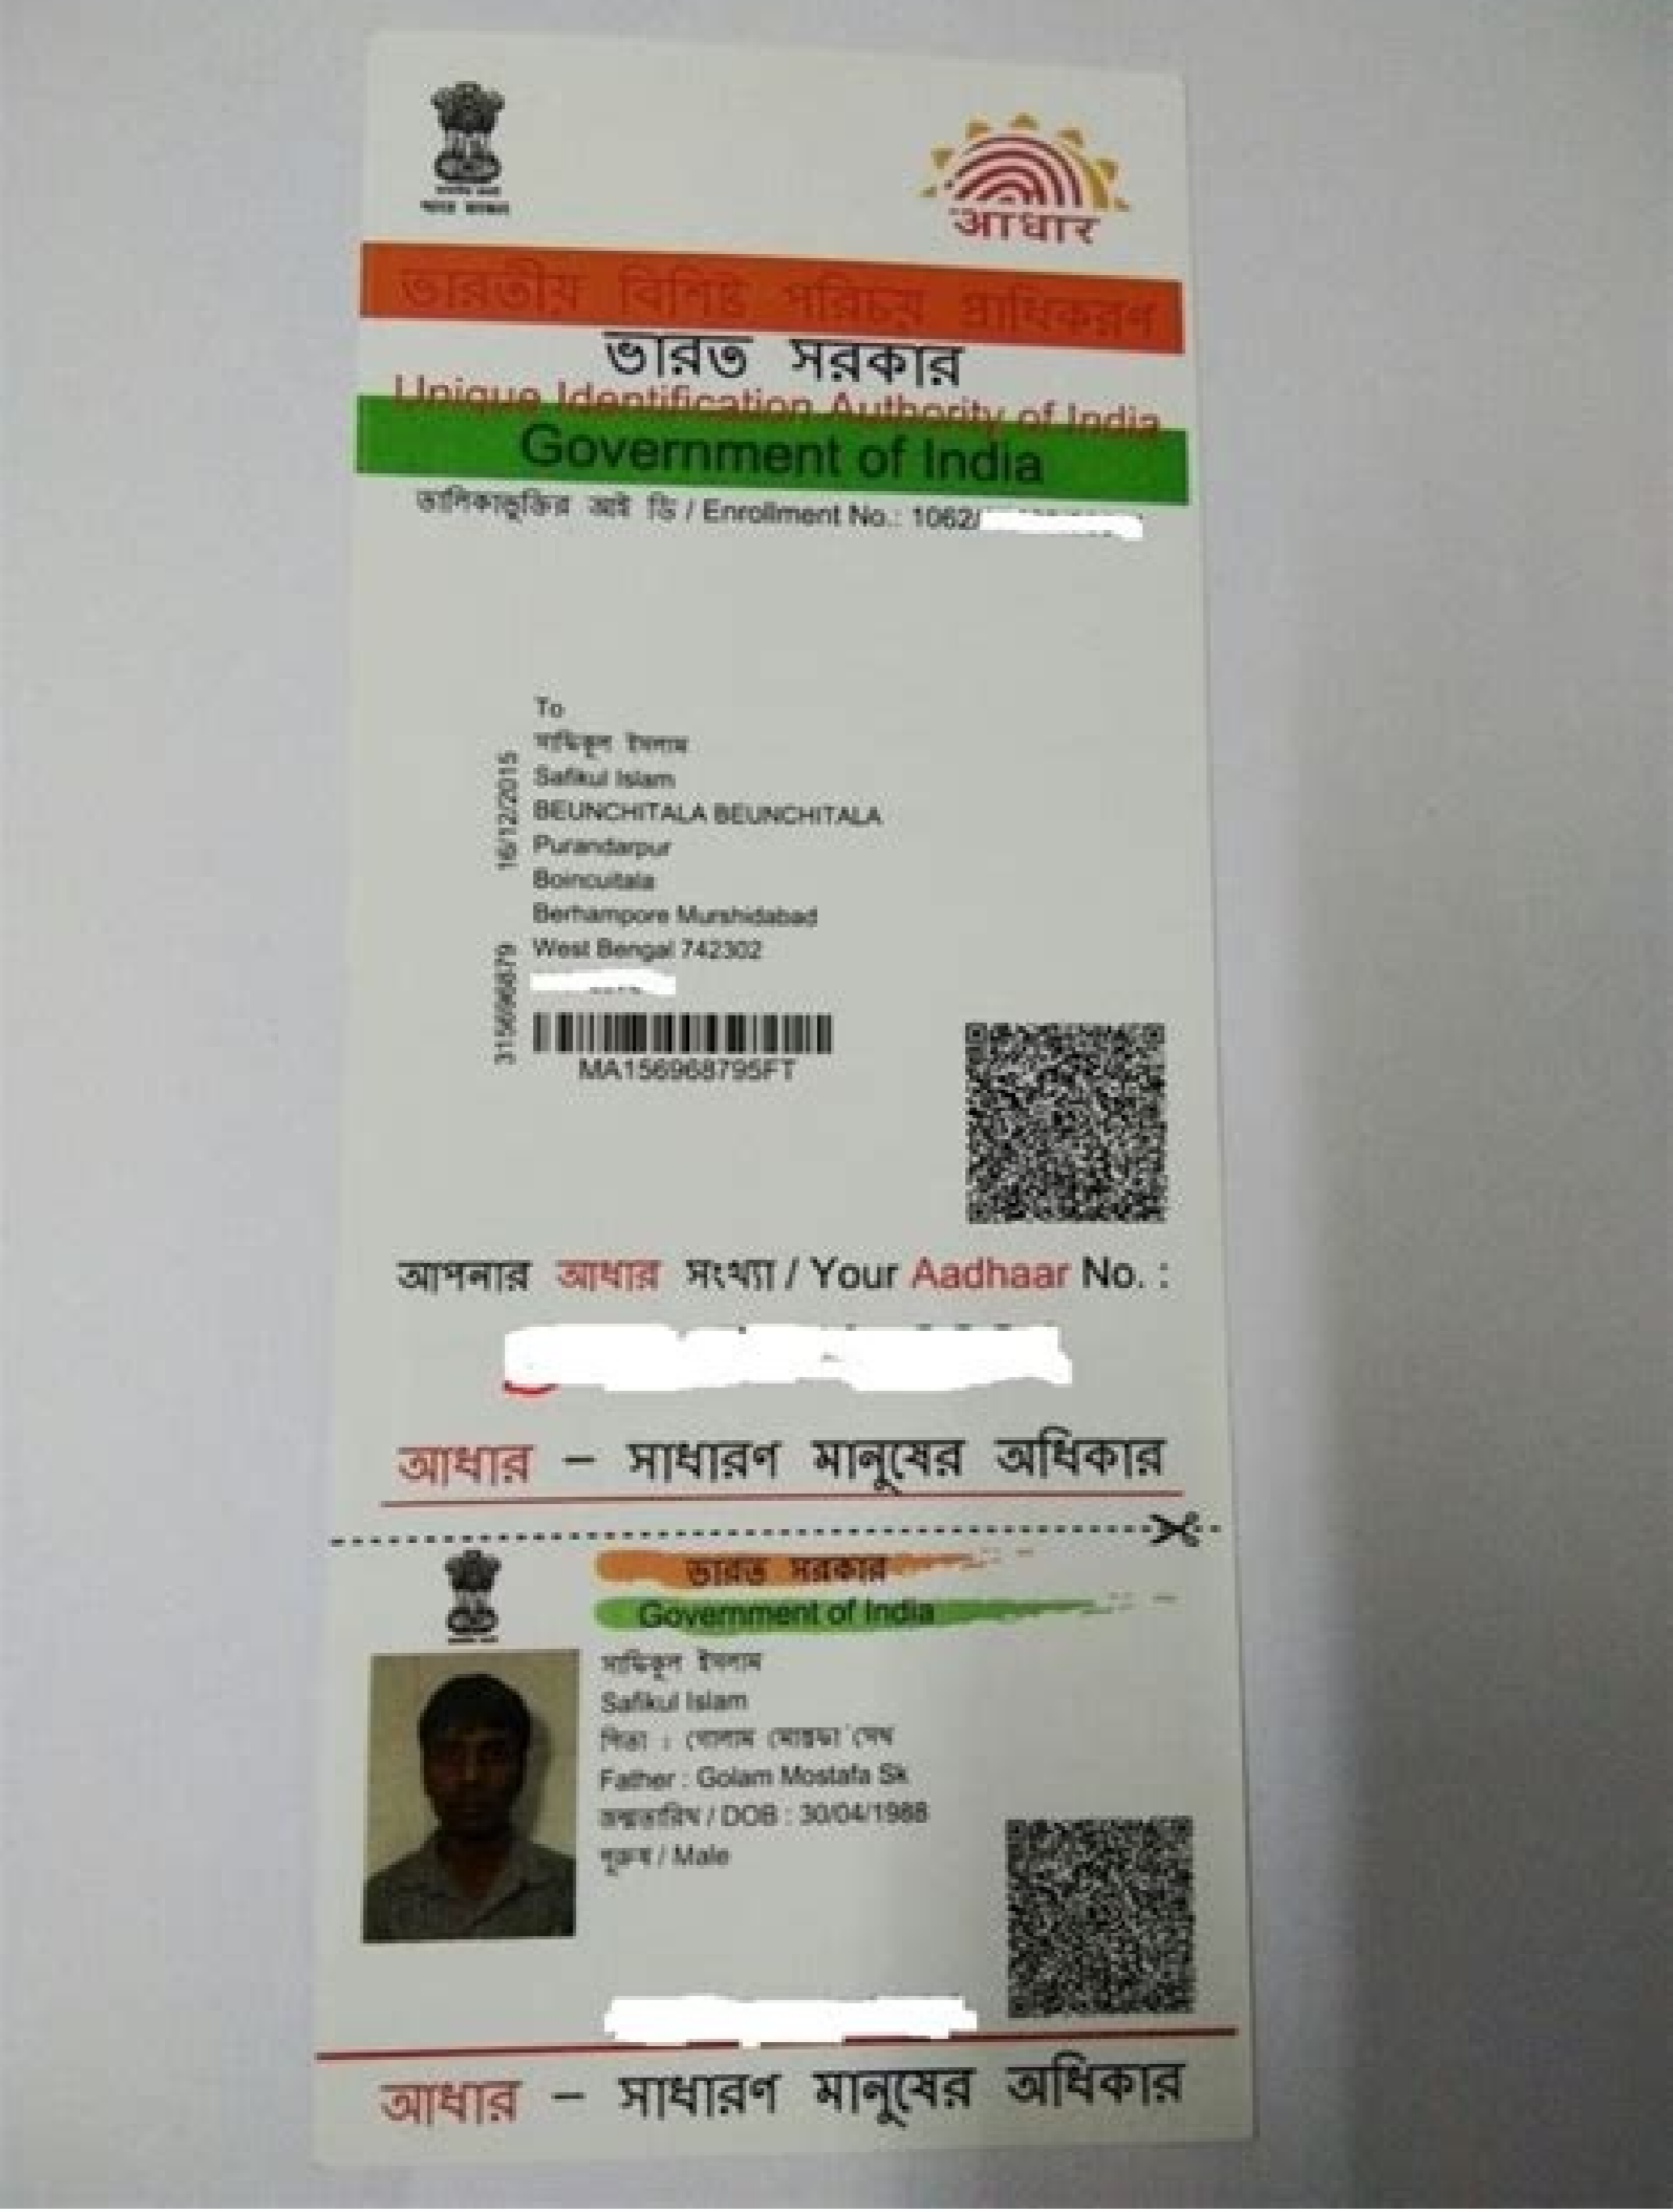 आधार
ভারতীয় বিশিষ্ট পরিচয় প্রাধিকরণ
ভারত সরকার
Unique Identification Authority of India
Government of India
তালিকাভুক্তির আই ডি / Enrollment No.: 1062/
To
সাফিকুল ইসলাম
Safikul Islam
BEUNCHITALA BEUNCHITALA
Purandarpur
Boincuitala
Berhampore Murshidabad
West Bengal 742302
16/12/2015
MA156968795FT
আপনার আধার সংখ্যা / Your Aadhaar No. :
আধার – সাধারণ মানুষের অধিকার
ভারত সরকার
Government of India
সাফিকুল ইসলাম
Safikul Islam
পিতা : গোলাম মোস্তফা সেখ
Father : Golam Mostafa Sk
জন্মতারিখ / DOB : 30/04/1988
পুরুষ / Male
আধার – সাধারণ মানুষের অধিকার